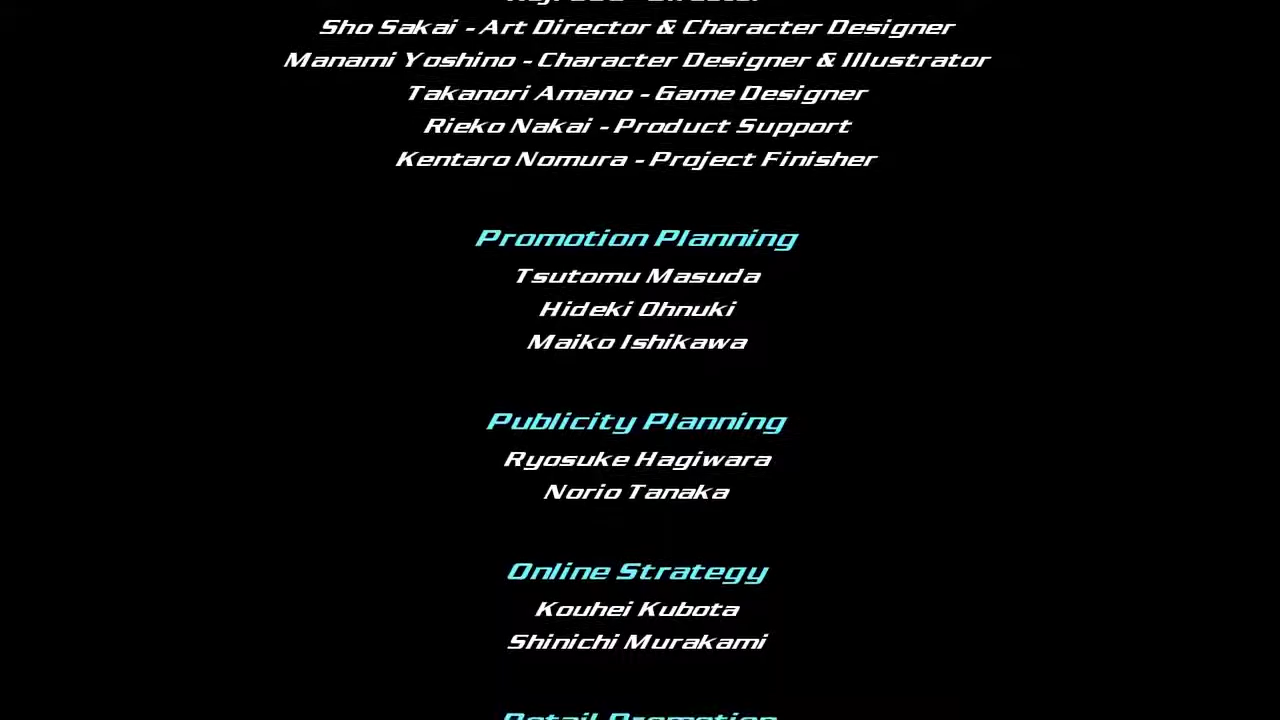 Sho Sakai - Art Director & Character Designer
Manami Yoshino - Character Designer & Illustrator
Takanori Amano - Game Designer
Rieko Nakai - Product Support
Kentaro Nomura - Project Finisher
Promotion Planning
Tsutomu Masuda
Hideki Ohnuki
Maiko Ishikawa
Publicity Planning
Ryosuke Hagiwara
Norio Tanaka
Online Strategy
Kouhei Kubota
Shinichi Murakami
Promotion